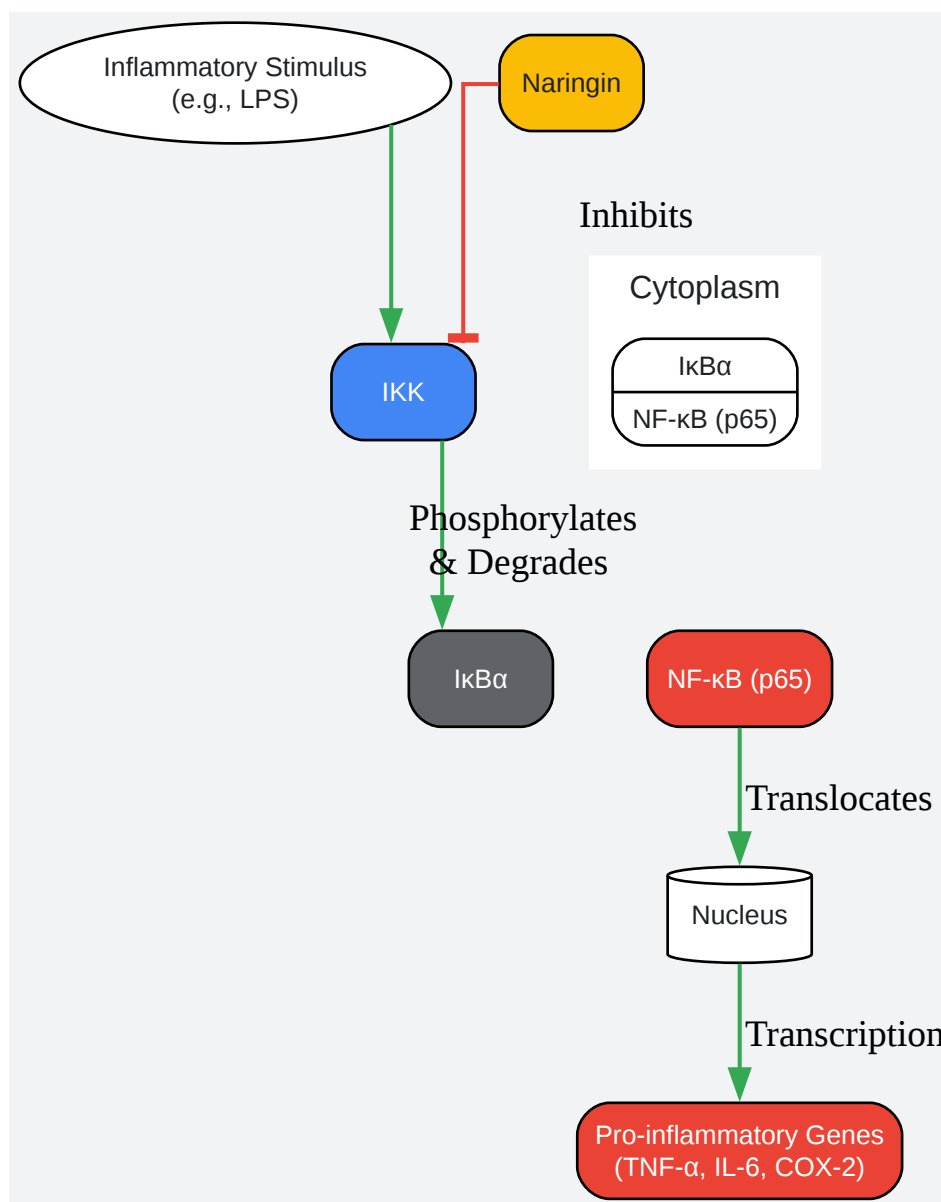 Inflammatory Stimulus
(e.g., LPS)
Naringin
Inhibits
Cytoplasm
IκBα
NF-κB (p65)
IKK
Phosphorylates
& Degrades
IκBα
NF-κB (p65)
Translocates
Nucleus
Transcription
Pro-inflammatory Genes
(TNF-α, IL-6, COX-2)